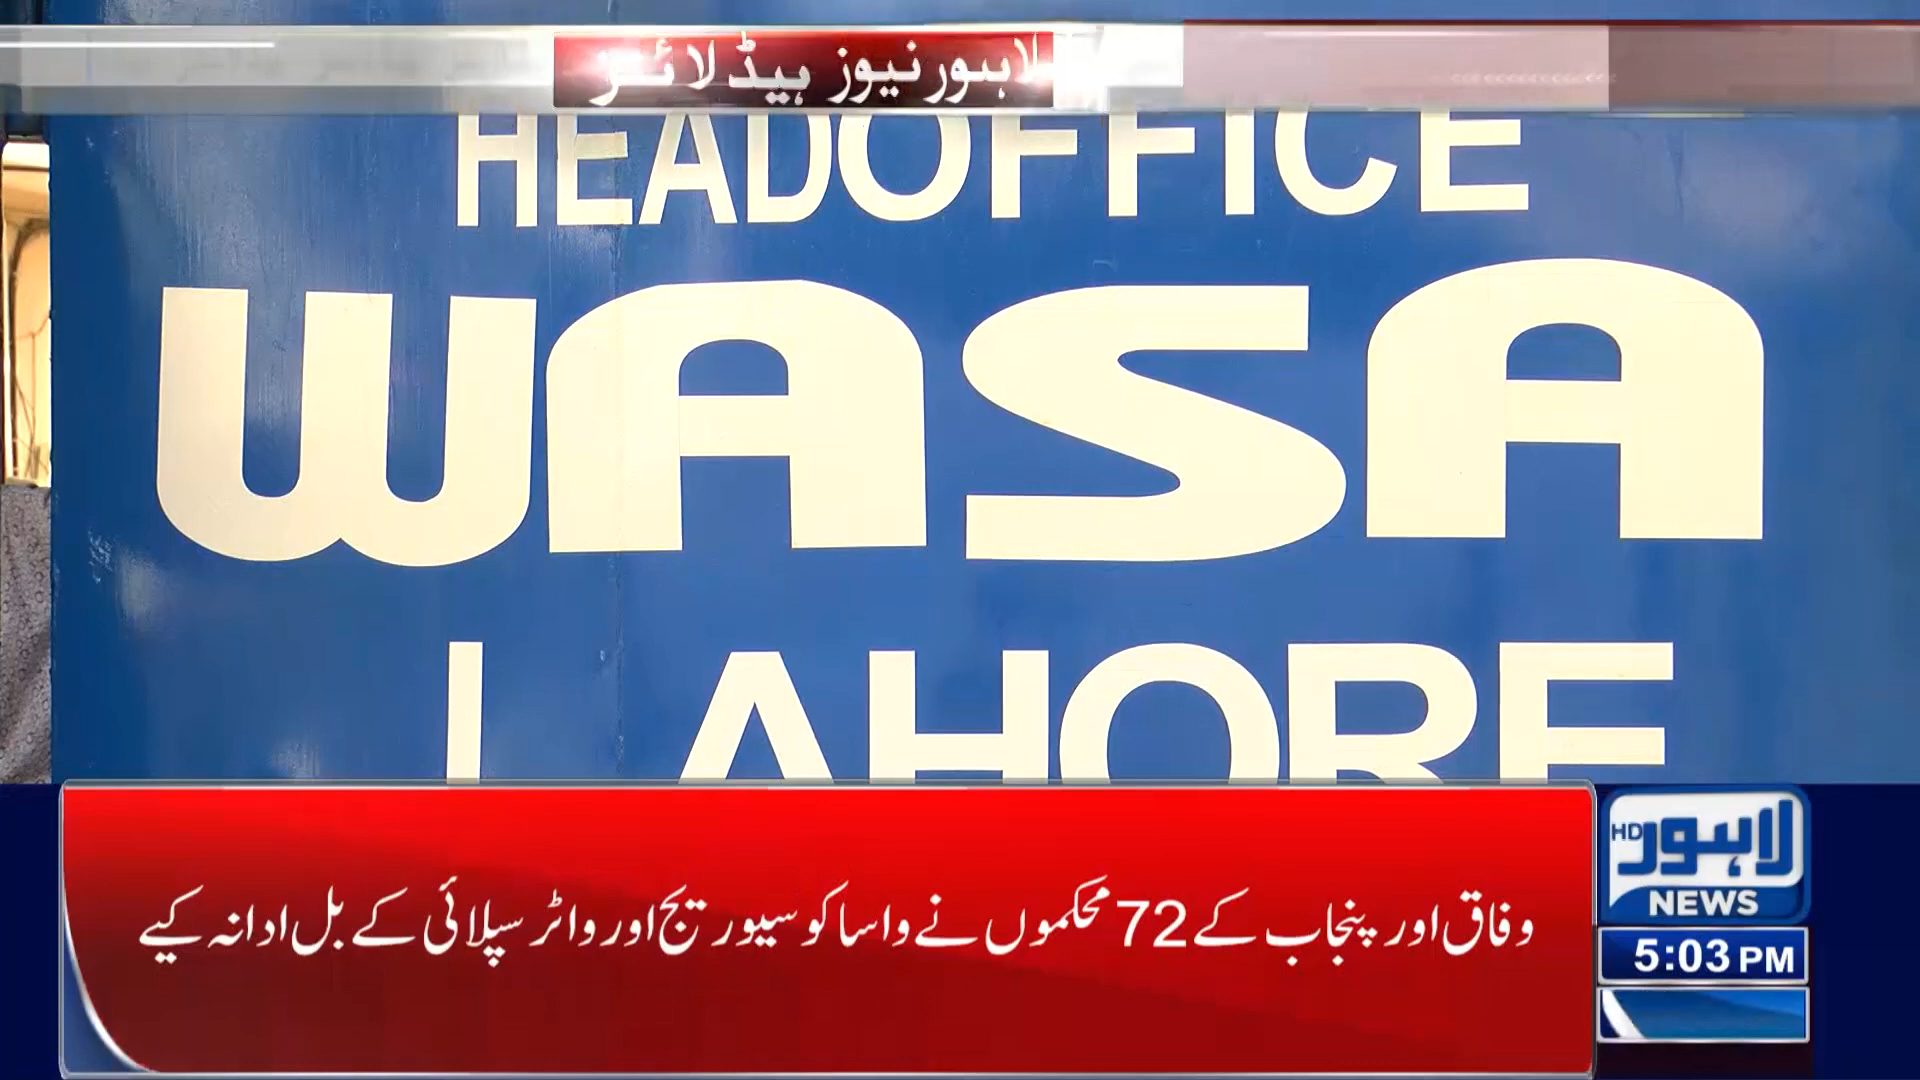 لاہور نیوز ہیڈ لائنز
HEADOFFICE
WASA
LAHORE
وفاق اور پنجاب کے 72 محکموں نے واسا کو سیوریج اور واٹر سپلائی کے بل ادا نہ کیے
لاہور HD
NEWS
5:03 PM